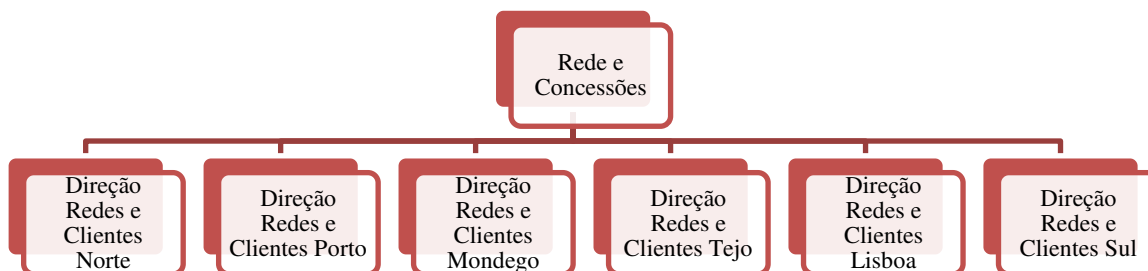 Rede e
Concessões
Direção
Redes e
Clientes
Norte
Direção
Redes e
Clientes Porto
Direção
Redes e
Clientes
Mondego
Direção
Redes e
Clientes Tejo
Direção
Redes e
Clientes
Lisboa
Direção
Redes e
Clientes Sul